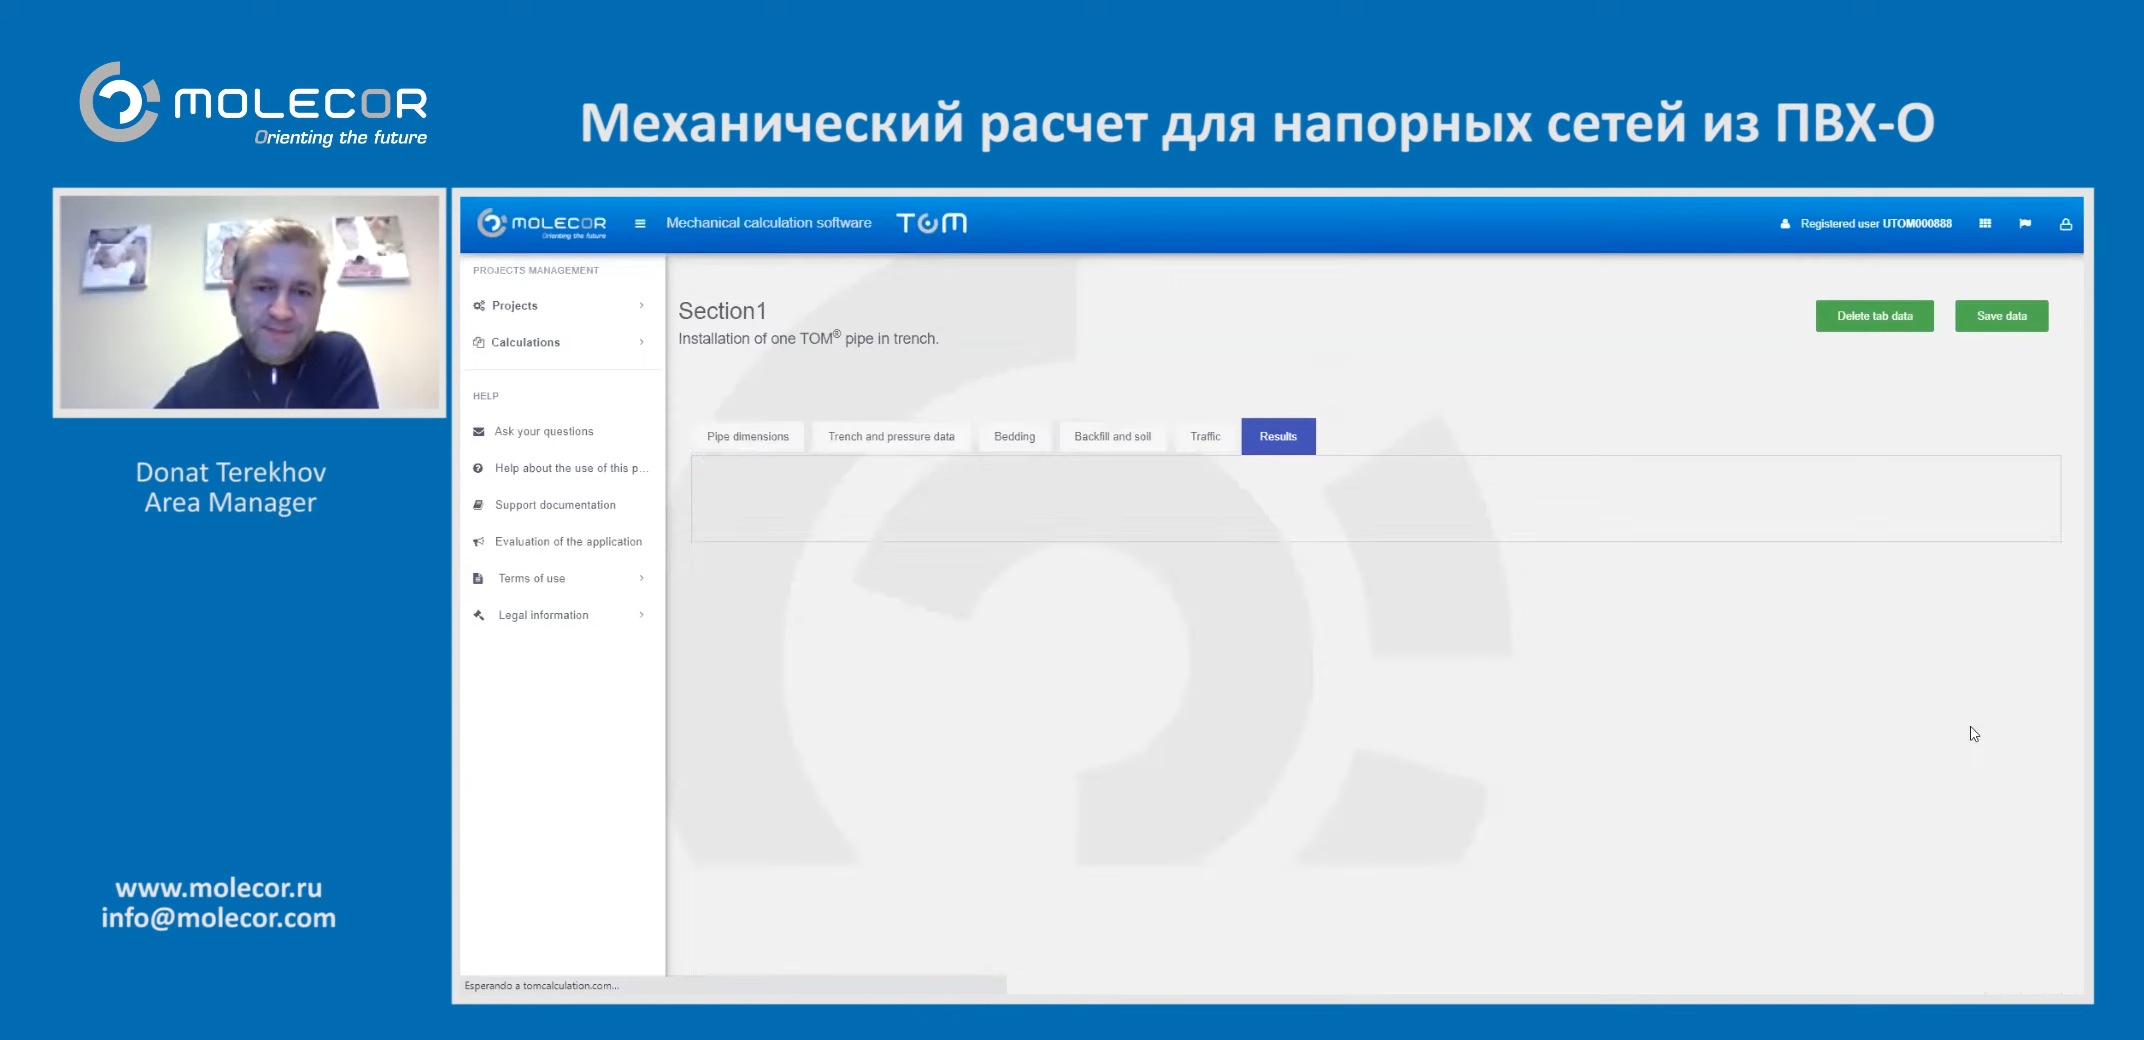 MOLECOR
Orienting the future
Механический расчет для напорных сетей из ПВХ-О
Donat Terekhov
Area Manager
www.molecor.ru
info@molecor.com
MOLECOR
Orienting the future
Mechanical calculation software
TOM
Registered user UTOM000888
PROJECTS MANAGEMENT
Projects
Calculations
HELP
Ask your questions
Help about the use of this p...
Support documentation
Evaluation of the application
Terms of use
Legal information
Section1
Installation of one TOM® pipe in trench.
Delete tab data
Save data
Pipe dimensions
Trench and pressure data
Bedding
Backfill and soil
Traffic
Results
Esperando a tomcalculation.com...